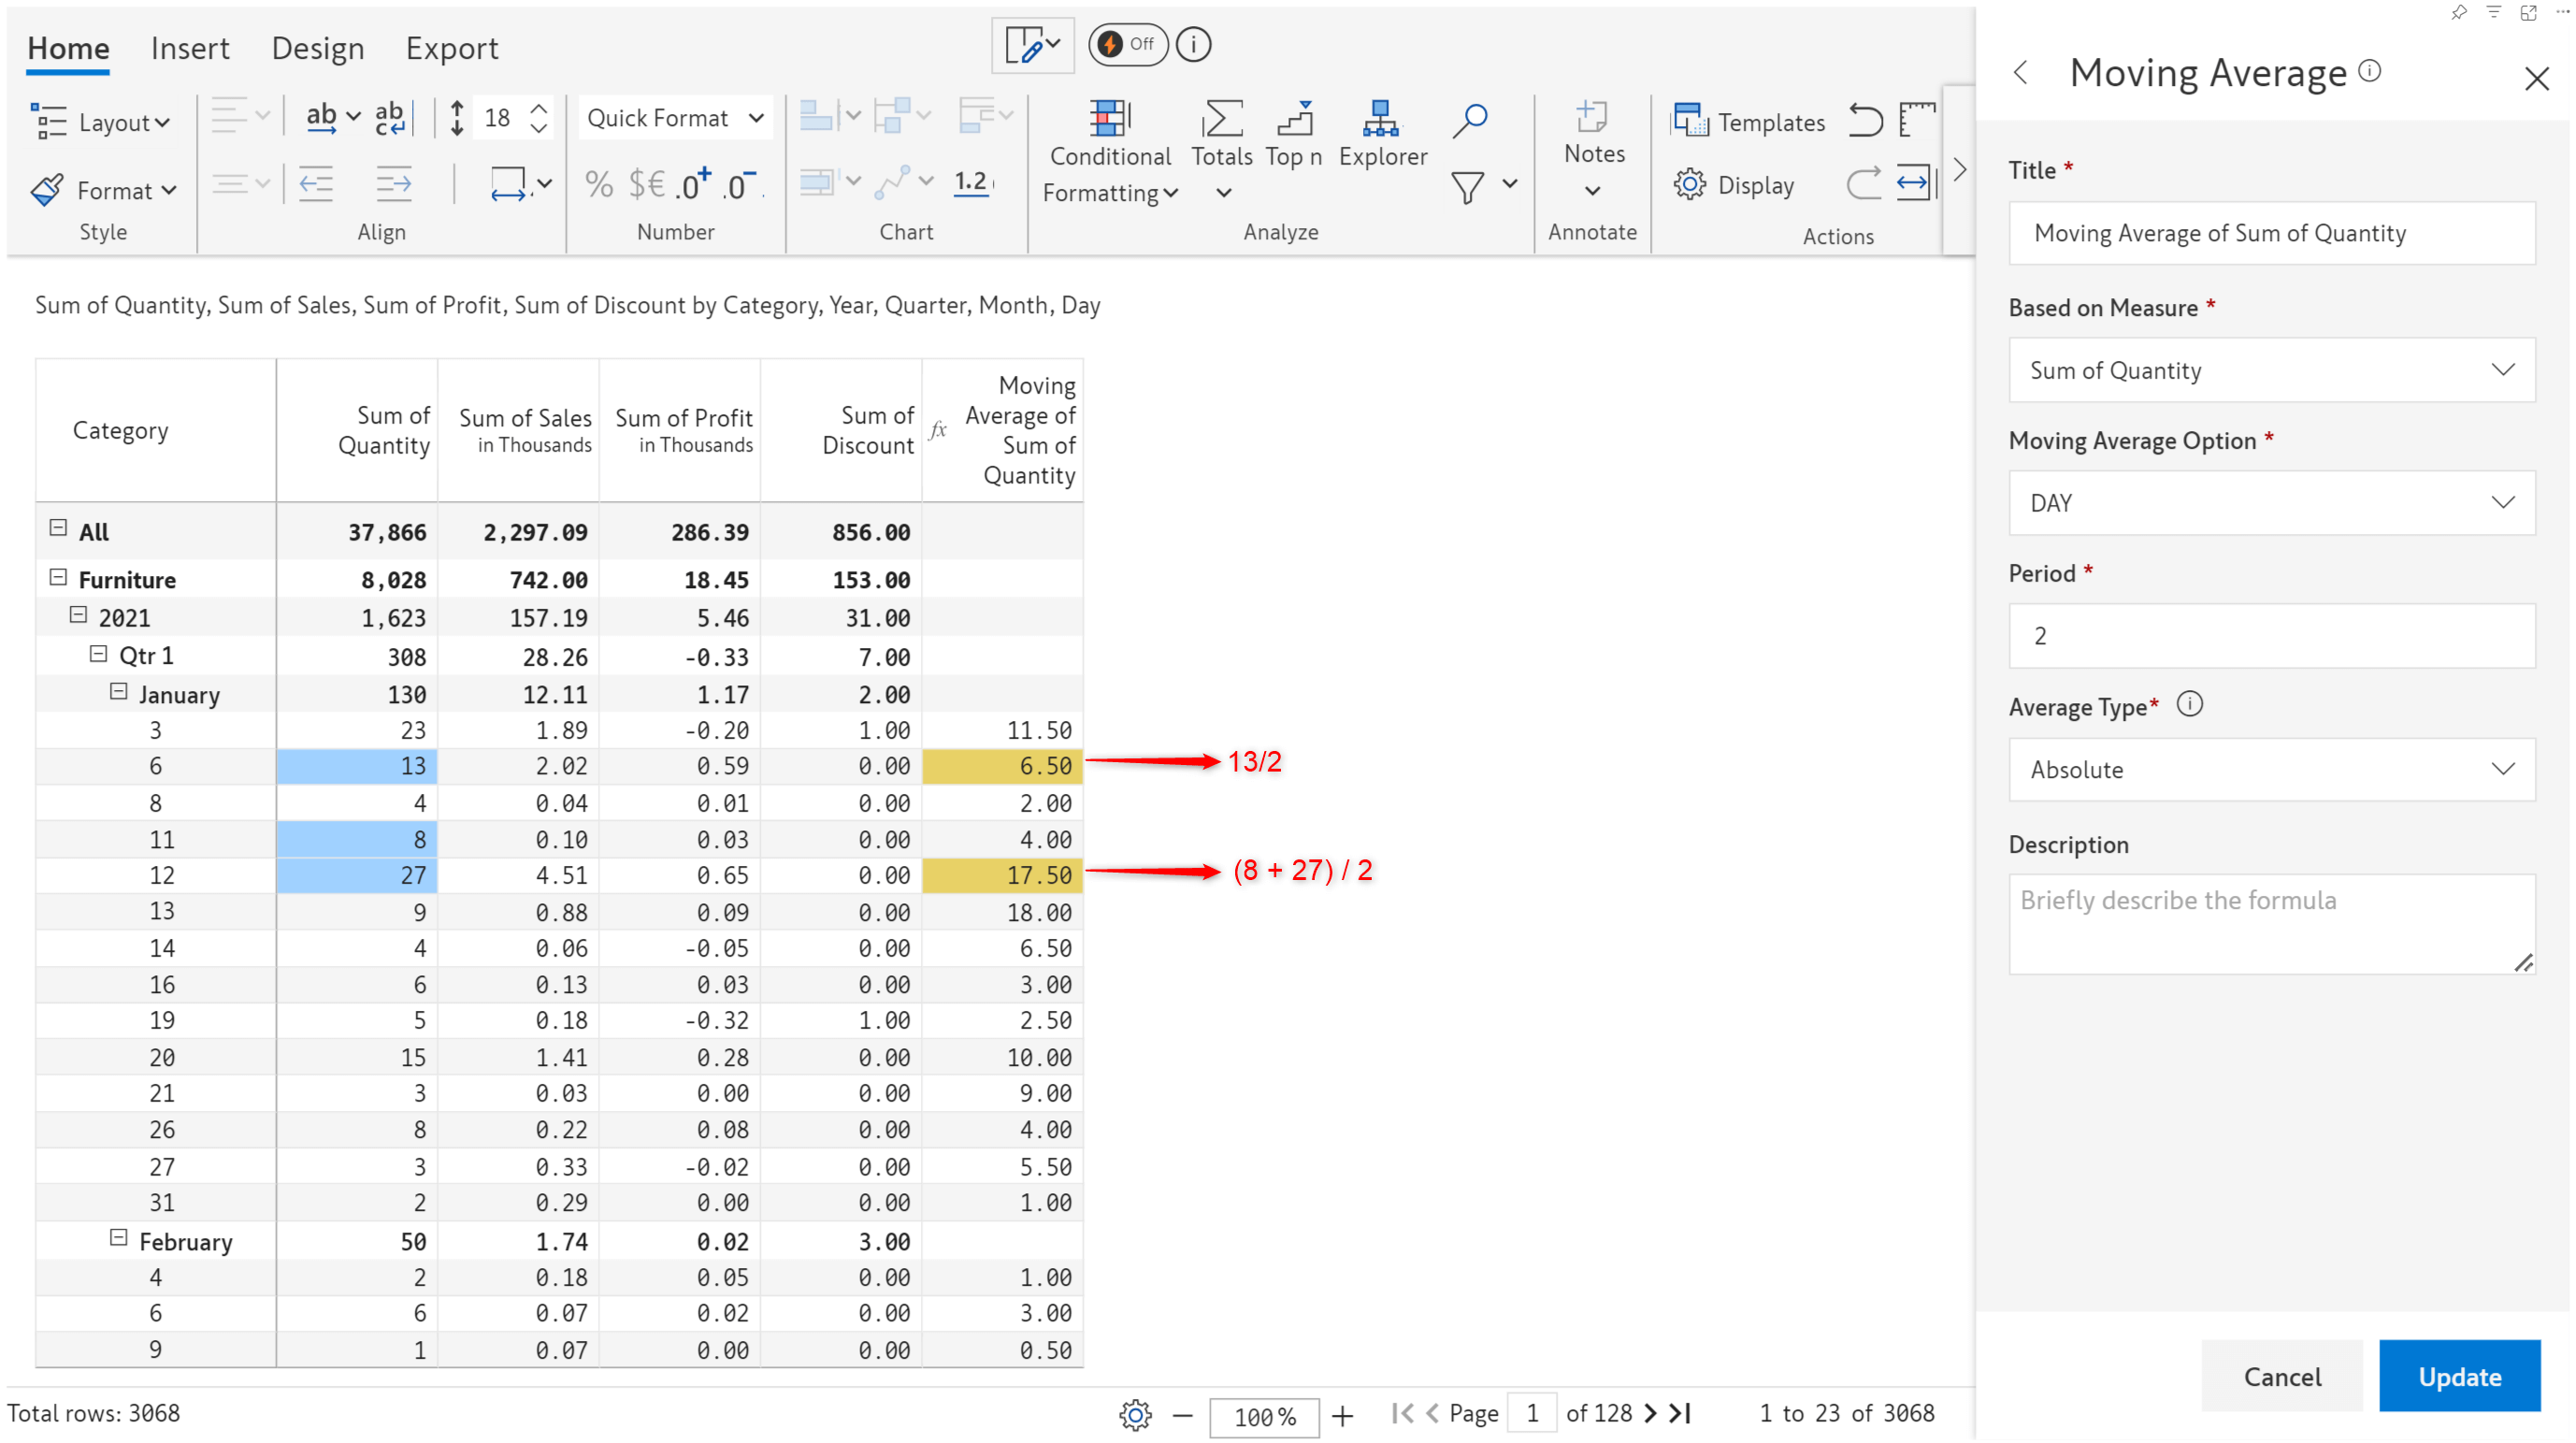 Home Insert Design Export Off
Layout ab ab c 18 Quick Format Conditional Formatting Totals Top n Explorer Notes Templates
Format % $€ .0+ .0- 1.2 Display
Style Align Number Chart Analyze Annotate Actions
Sum of Quantity, Sum of Sales, Sum of Profit, Sum of Discount by Category, Year, Quarter, Month, Day
Category Sum of Quantity Sum of Sales in Thousands Sum of Profit in Thousands Sum of Discount fx Moving Average of Sum of Quantity
All 37,866 2,297.09 286.39 856.00
Furniture 8,028 742.00 18.45 153.00
2021 1,623 157.19 5.46 31.00
Qtr 1 308 28.26 -0.33 7.00
January 130 12.11 1.17 2.00
3 23 1.89 -0.20 1.00 11.50
6 13 2.02 0.59 0.00 6.50 13/2
8 4 0.04 0.01 0.00 2.00
11 8 0.10 0.03 0.00 4.00
12 27 4.51 0.65 0.00 17.50 (8 + 27) / 2
13 9 0.88 0.09 0.00 18.00
14 4 0.06 -0.05 0.00 6.50
16 6 0.13 0.03 0.00 3.00
19 5 0.18 -0.32 1.00 2.50
20 15 1.41 0.28 0.00 10.00
21 3 0.03 0.00 0.00 9.00
26 8 0.22 0.08 0.00 4.00
27 3 0.33 -0.02 0.00 5.50
31 2 0.29 0.00 0.00 1.00
February 50 1.74 0.02 3.00
4 2 0.18 0.05 0.00 1.00
6 6 0.07 0.02 0.00 3.00
9 1 0.07 0.00 0.00 0.50
Total rows: 3068 100% Page 1 of 128 1 to 23 of 3068
Moving Average
Title *
Moving Average of Sum of Quantity
Based on Measure *
Sum of Quantity
Moving Average Option *
DAY
Period *
2
Average Type*
Absolute
Description
Briefly describe the formula
Cancel Update